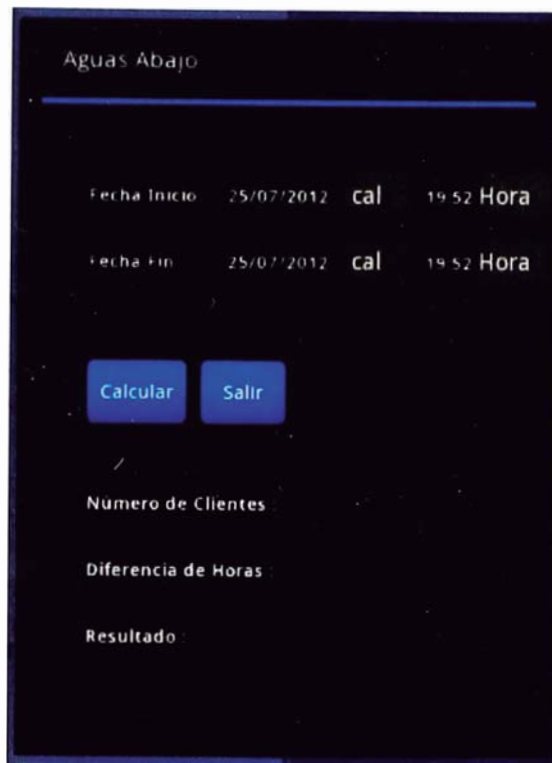 Aguas Abajo
Fecha Inicio 25/07/2012 cal 19:52 Hora
Fecha Fin 25/07/2012 cal 19:52 Hora
Calcular Salir
Número de Clientes :
Diferencia de Horas :
Resultado :